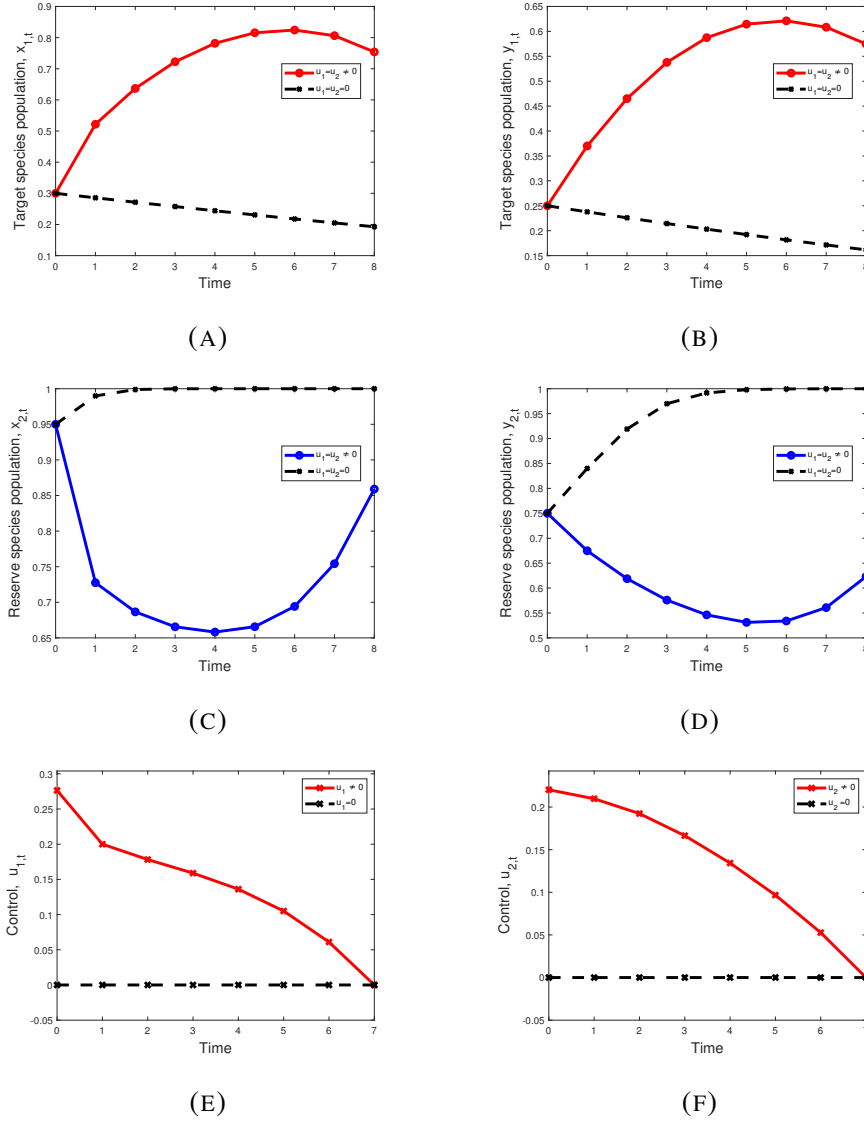 Target species population, x1,t
0.9
0.8
0.7
0.6
0.5
0.4
0.3
0.2
0.1
u1=u2 ≠ 0
u1=u2=0
0 1 2 3 4 5 6 7 8
Time
(A)
Target species population, y1,t
0.65
0.6
0.55
0.5
0.45
0.4
0.35
0.3
0.25
0.2
0.15
u1=u2 ≠ 0
u1=u2=0
0 1 2 3 4 5 6 7 8
Time
(B)
Reserve species population, x2,t
1
0.95
0.9
0.85
0.8
0.75
0.7
0.65
u1=u2 ≠ 0
u1=u2=0
0 1 2 3 4 5 6 7 8
Time
(C)
Reserve species population, y2,t
1
0.95
0.9
0.85
0.8
0.75
0.7
0.65
0.6
0.55
0.5
u1=u2 ≠ 0
u1=u2=0
0 1 2 3 4 5 6 7 8
Time
(D)
Control, u1,t
0.3
0.25
0.2
0.15
0.1
0.05
0
-0.05
u1 ≠ 0
u1=0
0 1 2 3 4 5 6 7
Time
(E)
Control, u2,t
0.2
0.15
0.1
0.05
0
-0.05
u2 ≠ 0
u2=0
0 1 2 3 4 5 6 7
Time
(F)